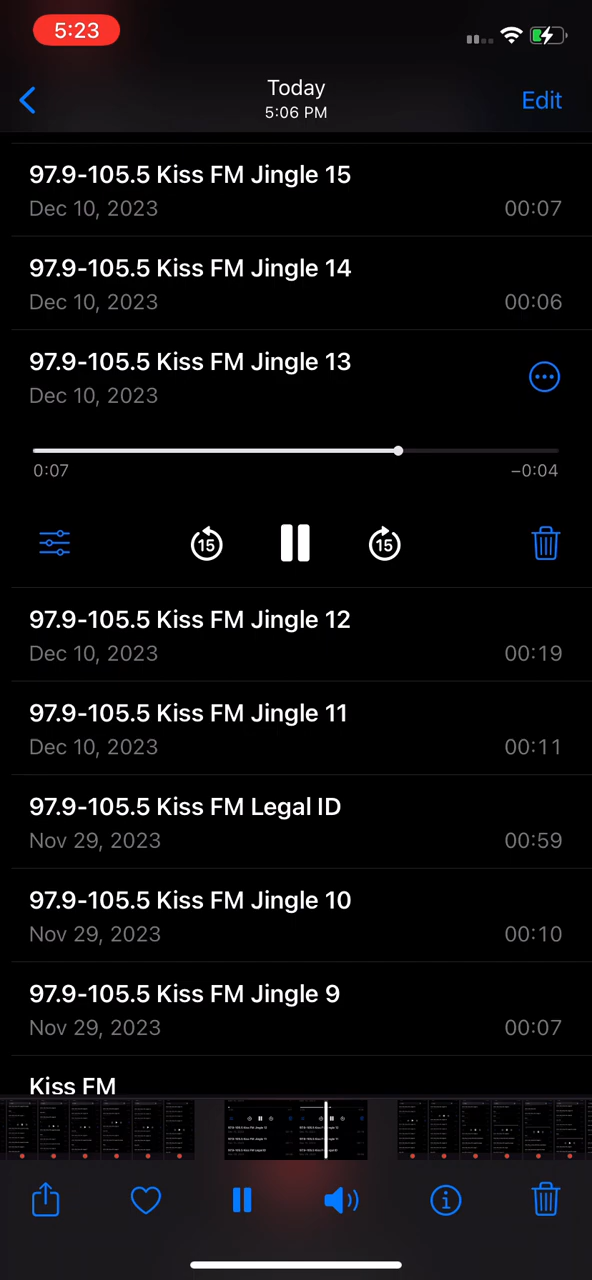 5:23
Today
5:06 PM
Edit
97.9-105.5 Kiss FM Jingle 15
Dec 10, 2023
00:07
97.9-105.5 Kiss FM Jingle 14
Dec 10, 2023
00:06
97.9-105.5 Kiss FM Jingle 13
Dec 10, 2023
0:07
−0:04
15
15
97.9-105.5 Kiss FM Jingle 12
Dec 10, 2023
00:19
97.9-105.5 Kiss FM Jingle 11
Dec 10, 2023
00:11
97.9-105.5 Kiss FM Legal ID
Nov 29, 2023
00:59
97.9-105.5 Kiss FM Jingle 10
Nov 29, 2023
00:10
97.9-105.5 Kiss FM Jingle 9
Nov 29, 2023
00:07
Kiss FM